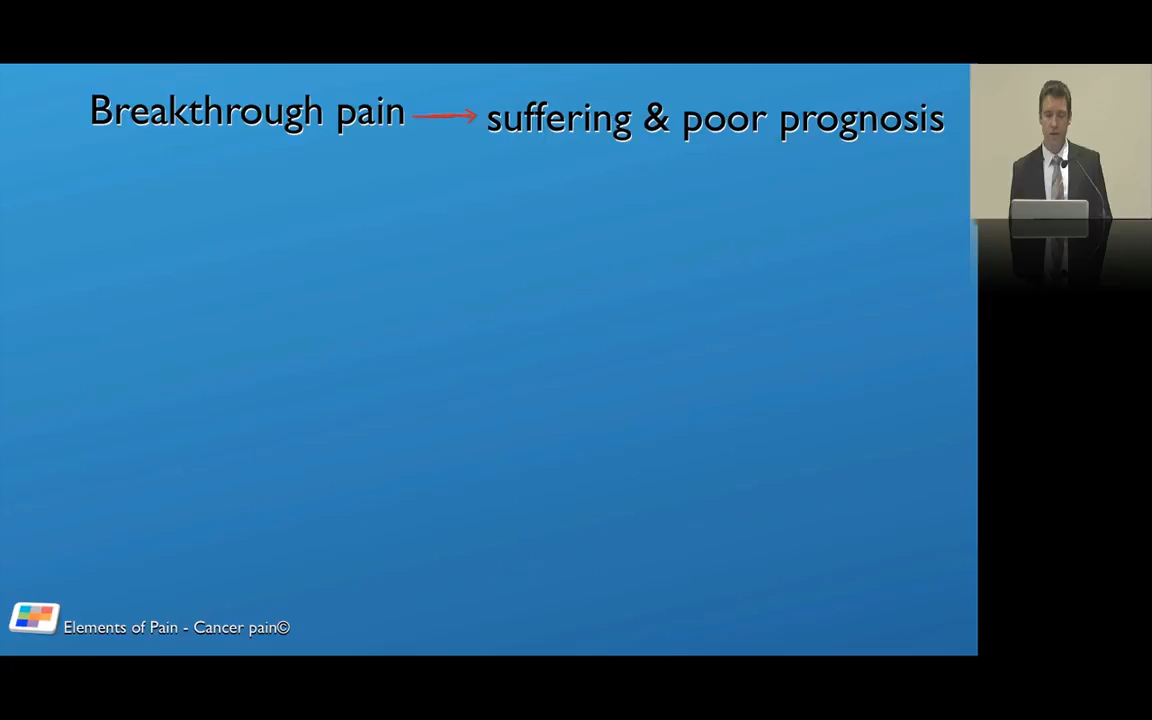 Breakthrough pain → suffering & poor prognosis
Elements of Pain - Cancer pain©